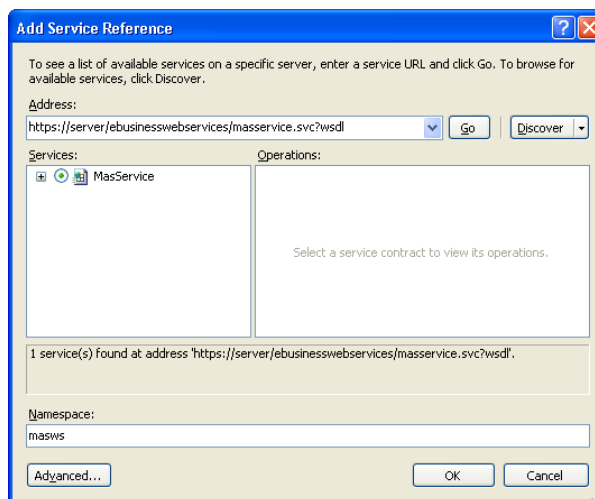 Add Service Reference
To see a list of available services on a specific server, enter a service URL and click Go. To browse for
available services, click Discover.
Address:
https://server/ebusinesswebservices/masservice.svc?wsdl
Go
Discover
Services:
Operations:
MasService
Select a service contract to view its operations.
1 service(s) found at address 'https://server/ebusinesswebservices/masservice.svc?wsdl'.
Namespace:
masws
Advanced...
OK
Cancel